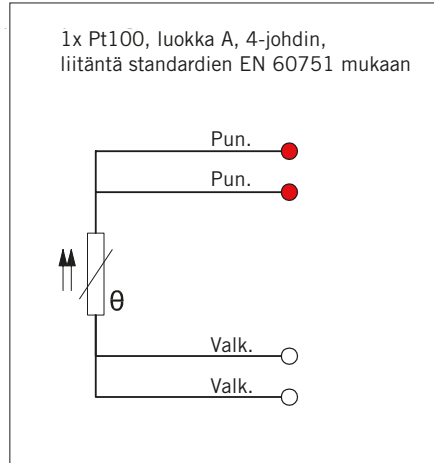 1x Pt100, luokka A, 4-johdin,
liitäntä standardien EN 60751 mukaan
Pun.
Pun.
θ
Valk.
Valk.